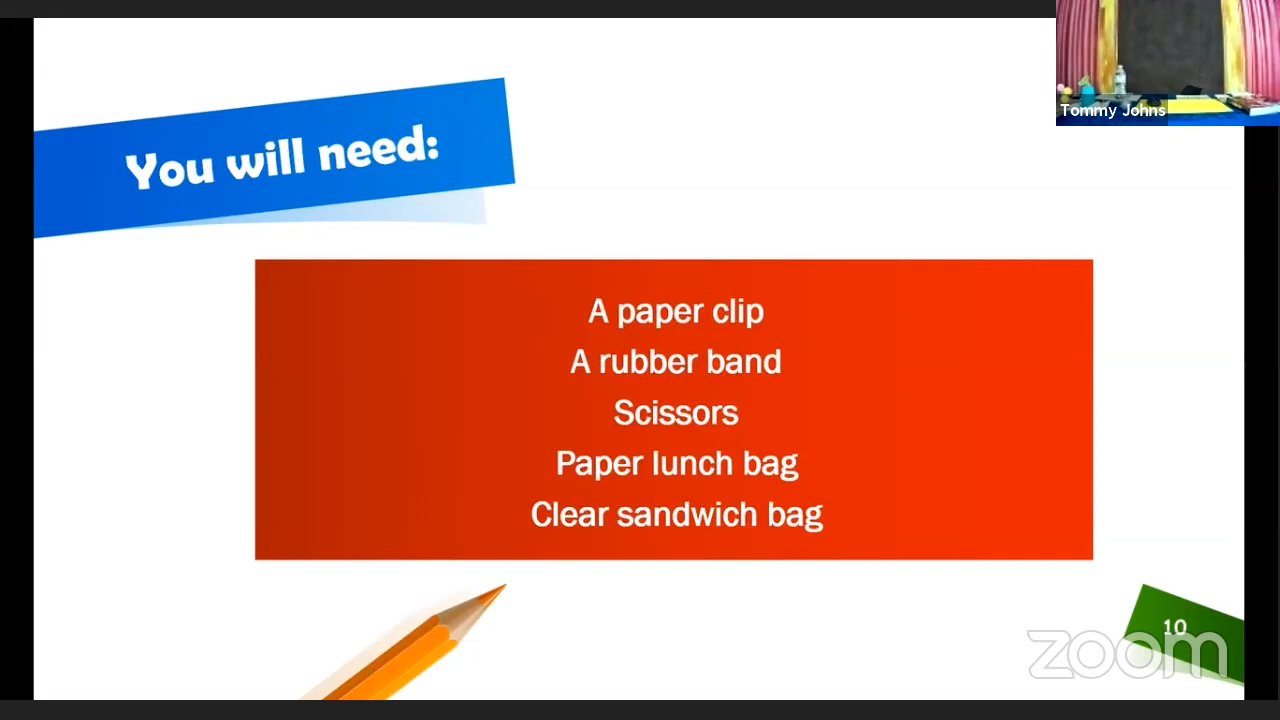 Tommy Johns
You will need:
A paper clip
A rubber band
Scissors
Paper lunch bag
Clear sandwich bag
10
zoom